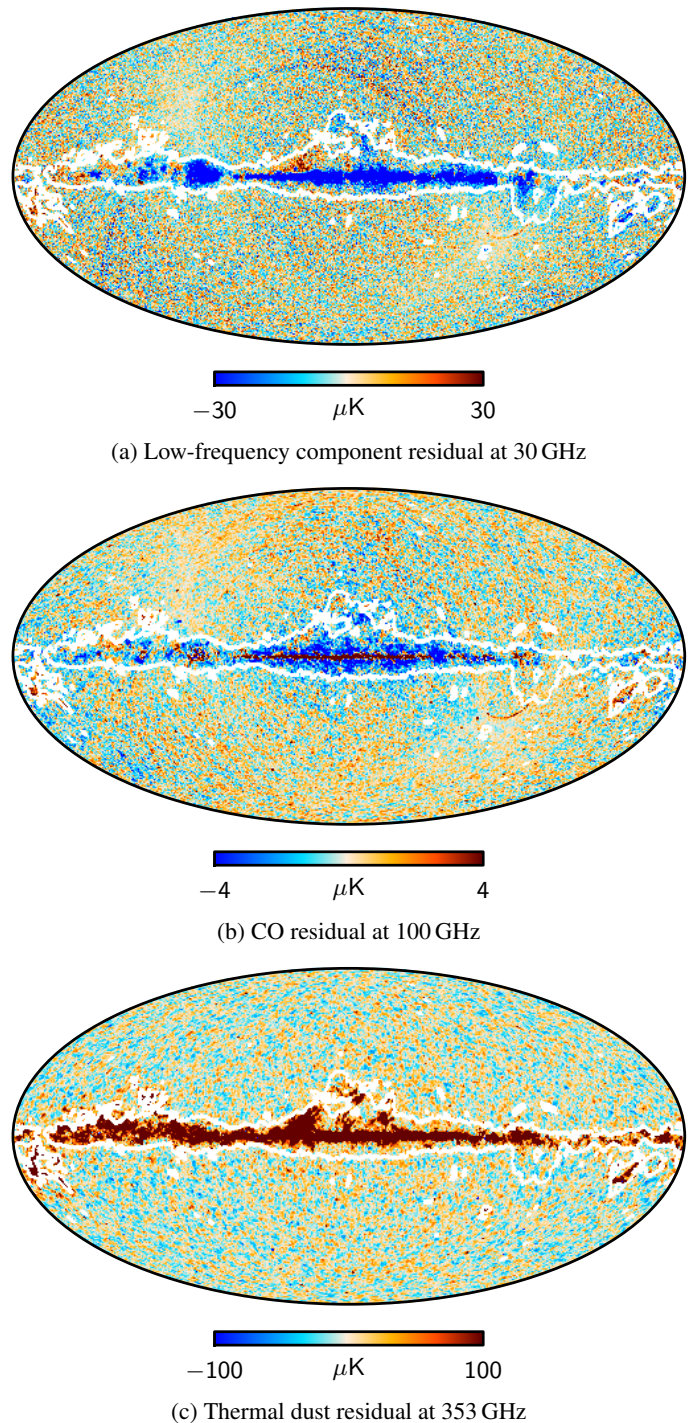 −30 μK 30
(a) Low-frequency component residual at 30 GHz
−4 μK 4
(b) CO residual at 100 GHz
−100 μK 100
(c) Thermal dust residual at 353 GHz